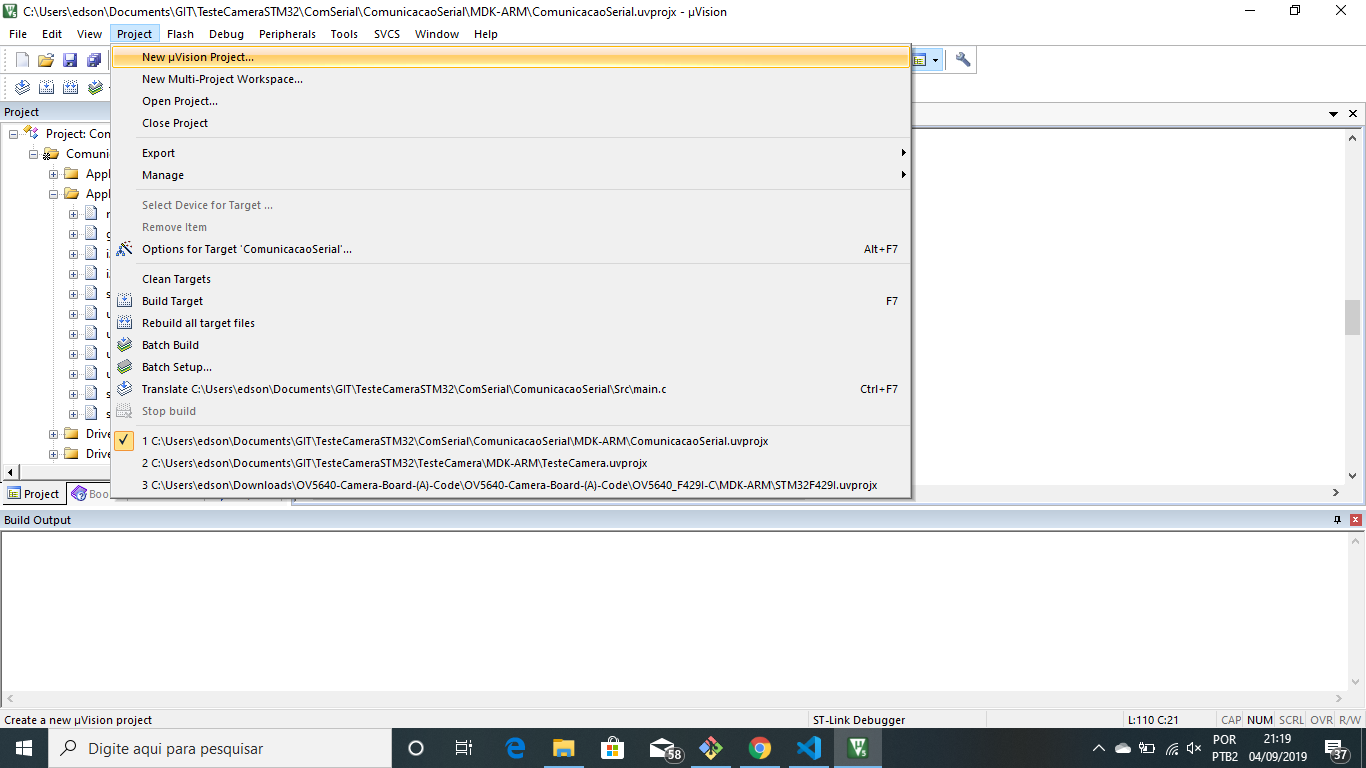 C:\Users\edson\Documents\GIT\TesteCameraSTM32\ComSerial\ComunicacaoSerial\MDK-ARM\ComunicacaoSerial.uvprojx - µVision
File Edit View Project Flash Debug Peripherals Tools SVCS Window Help
New µVision Project...
New Multi-Project Workspace...
Open Project...
Close Project
Export
Manage
Select Device for Target ...
Remove Item
Options for Target 'ComunicacaoSerial'... Alt+F7
Clean Targets
Build Target F7
Rebuild all target files
Batch Build
Batch Setup...
Translate C:\Users\edson\Documents\GIT\TesteCameraSTM32\ComSerial\ComunicacaoSerial\Src\main.c Ctrl+F7
Stop build
1 C:\Users\edson\Documents\GIT\TesteCameraSTM32\ComSerial\ComunicacaoSerial\MDK-ARM\ComunicacaoSerial.uvprojx
2 C:\Users\edson\Documents\GIT\TesteCameraSTM32\TesteCamera\MDK-ARM\TesteCamera.uvprojx
3 C:\Users\edson\Downloads\OV5640-Camera-Board-(A)-Code\OV5640-Camera-Board-(A)-Code\OV5640_F429I-C\MDK-ARM\STM32F429I.uvprojx
Project
Project: Con
Comuni
Appl
Appl
g
i
i
s
u
u
u
u
s
s
Drive
Drive
Project Boo
Build Output
Create a new µVision project ST-Link Debugger L:110 C:21 CAP NUM SCRL OVR R/W
Digite aqui para pesquisar 58 POR 21:19
PTB2 04/09/2019 37